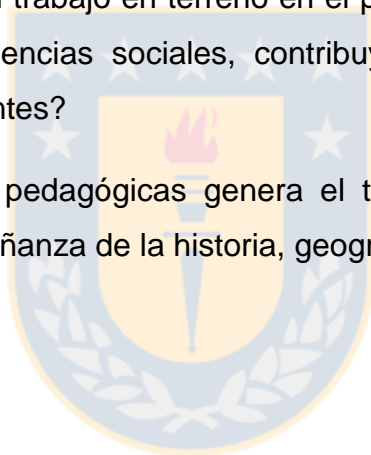 trabajo en terreno en el p
encias sociales, contribuy
ntes?
pedagógicas genera el t
ñanza de la historia, geogr